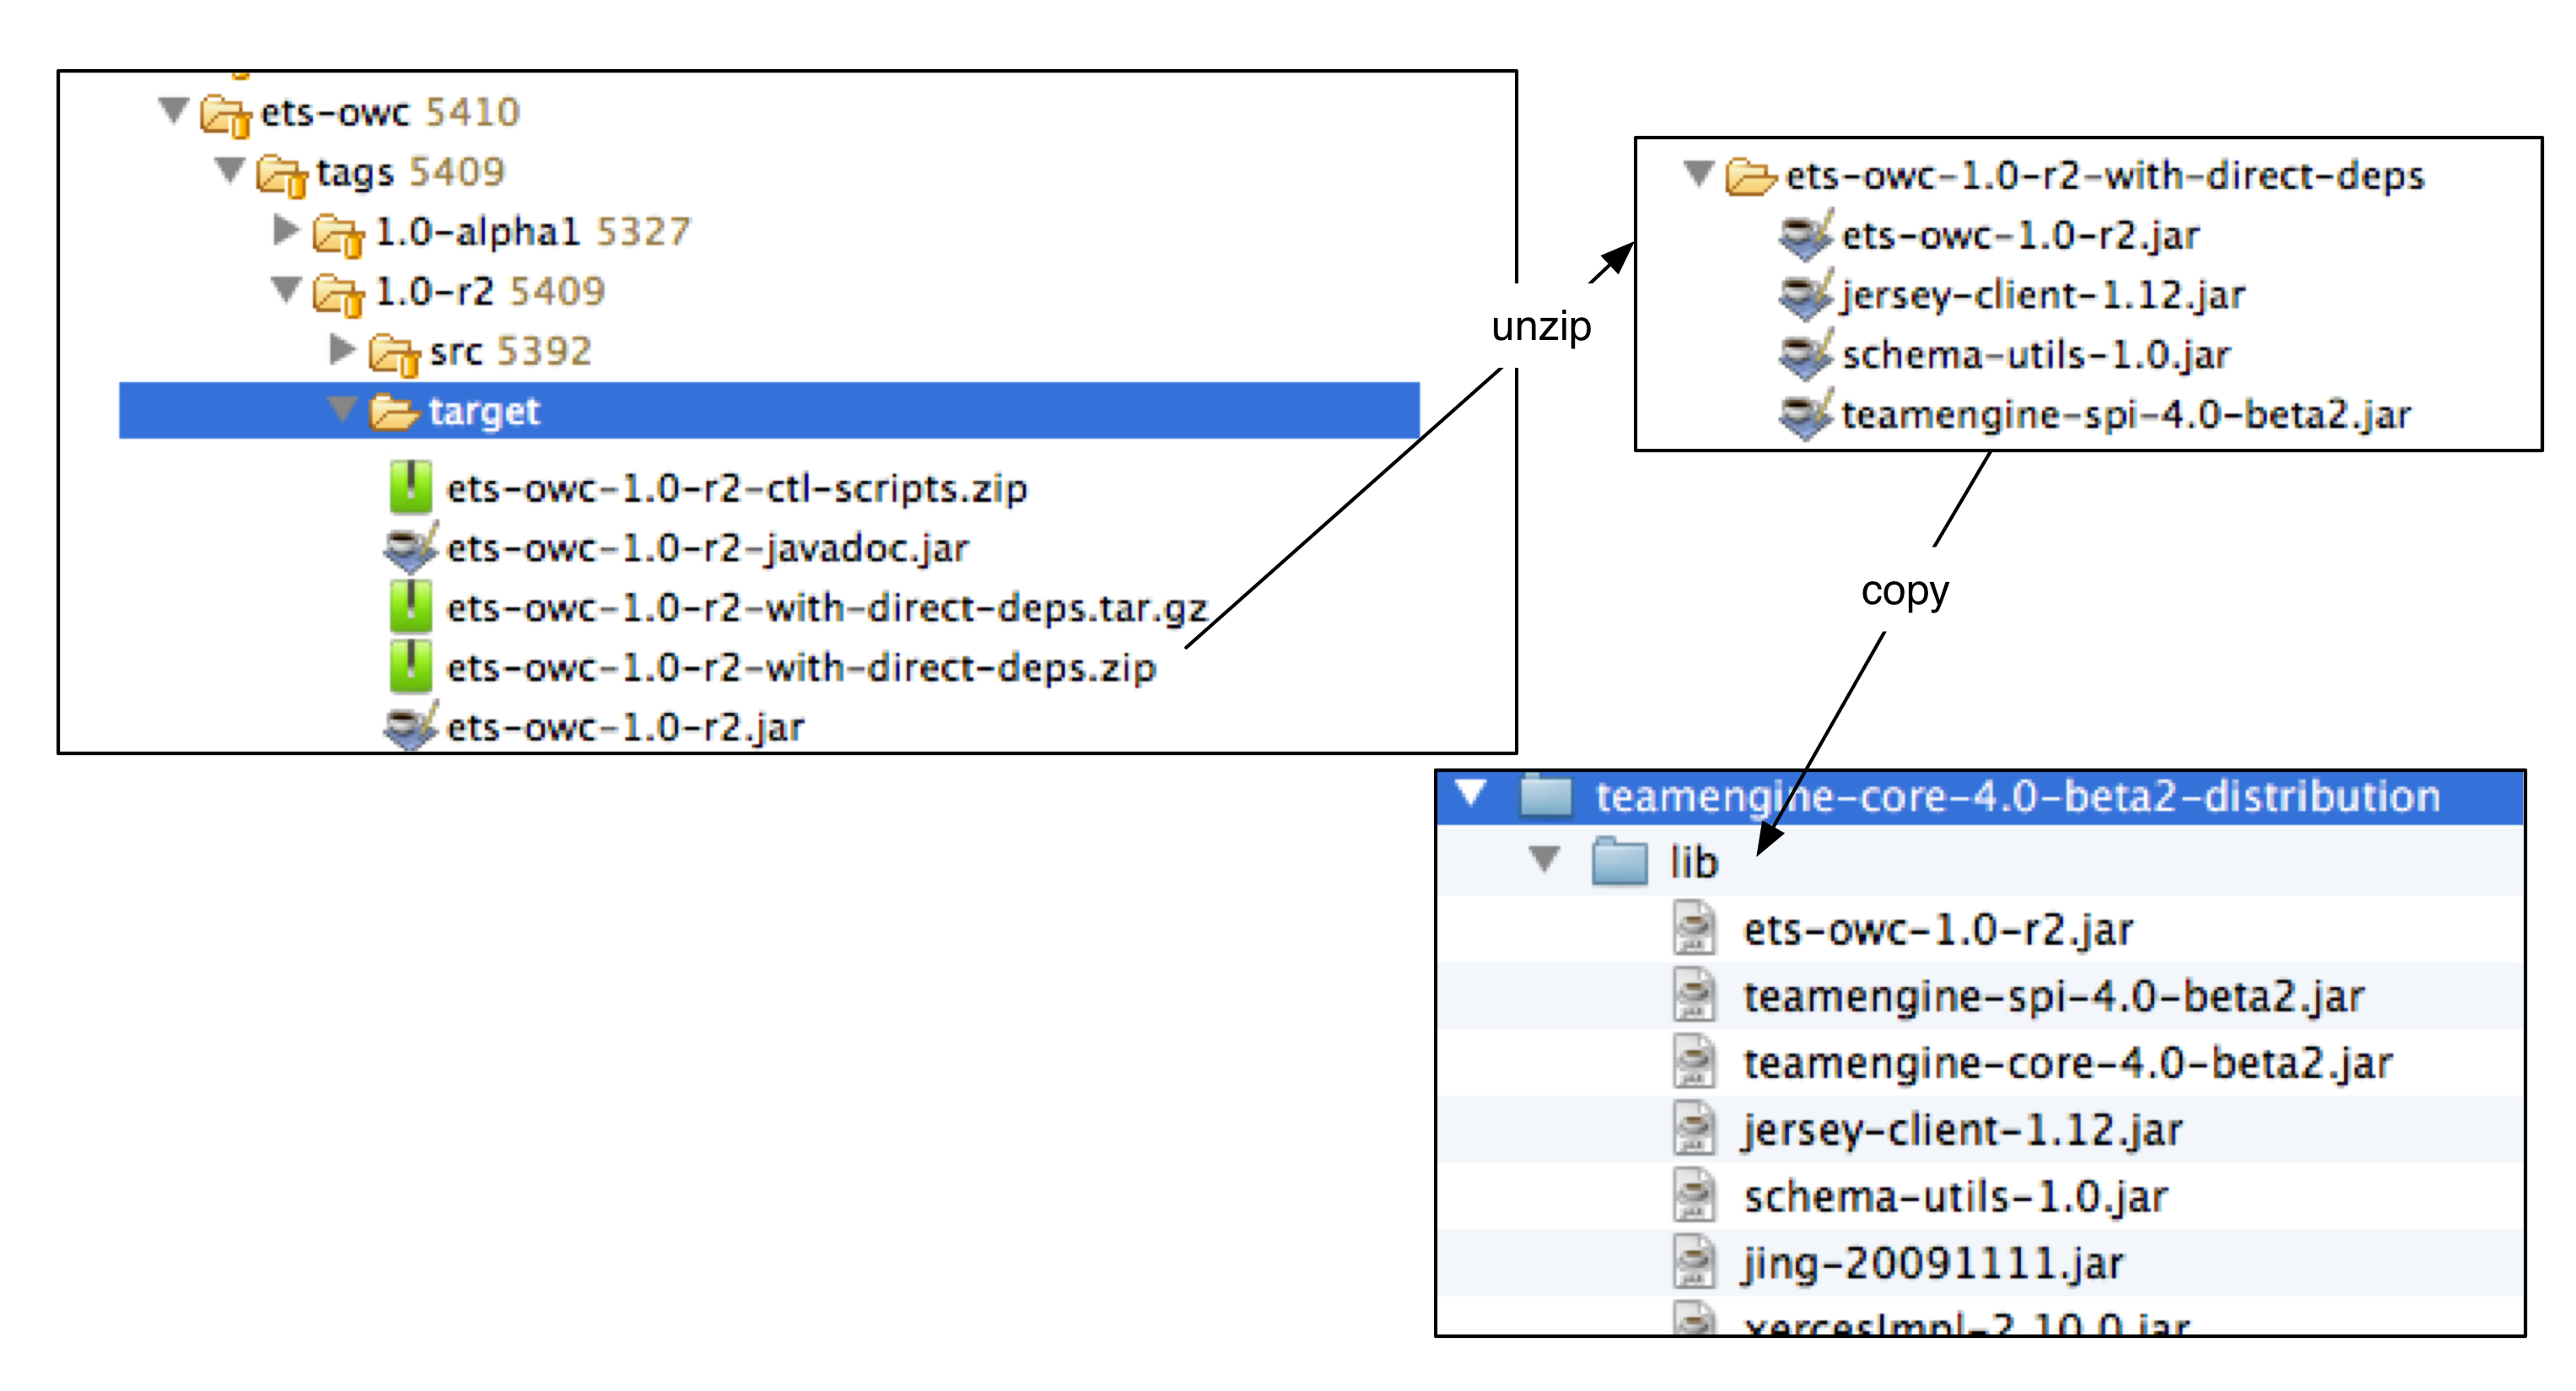 ets-owc 5410
tags 5409
1.0-alpha1 5327
1.0-r2 5409
src 5392
target
ets-owc-1.0-r2-ctl-scripts.zip
ets-owc-1.0-r2-javadoc.jar
ets-owc-1.0-r2-with-direct-deps.tar.gz
ets-owc-1.0-r2-with-direct-deps.zip
ets-owc-1.0-r2.jar
unzip
ets-owc-1.0-r2-with-direct-deps
ets-owc-1.0-r2.jar
jersey-client-1.12.jar
schema-utils-1.0.jar
teamengine-spi-4.0-beta2.jar
copy
teamengine-core-4.0-beta2-distribution
lib
ets-owc-1.0-r2.jar
teamengine-spi-4.0-beta2.jar
teamengine-core-4.0-beta2.jar
jersey-client-1.12.jar
schema-utils-1.0.jar
jing-20091111.jar
xercesImpl-2.10.0.jar